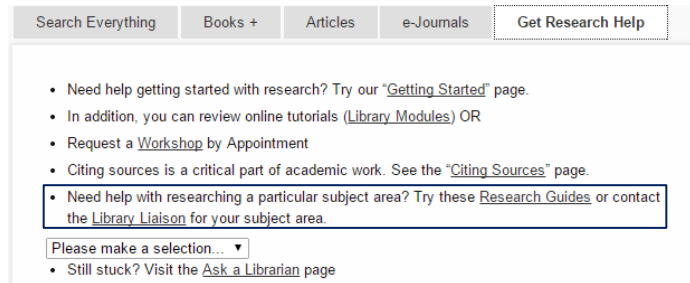 Search Everything Books + Articles e-Journals Get Research Help
• Need help getting started with research? Try our “Getting Started” page.
• In addition, you can review online tutorials (Library Modules) OR
• Request a Workshop by Appointment
• Citing sources is a critical part of academic work. See the “Citing Sources” page.
• Need help with researching a particular subject area? Try these Research Guides or contact
the Library Liaison for your subject area.
Please make a selection... ▼
• Still stuck? Visit the Ask a Librarian page